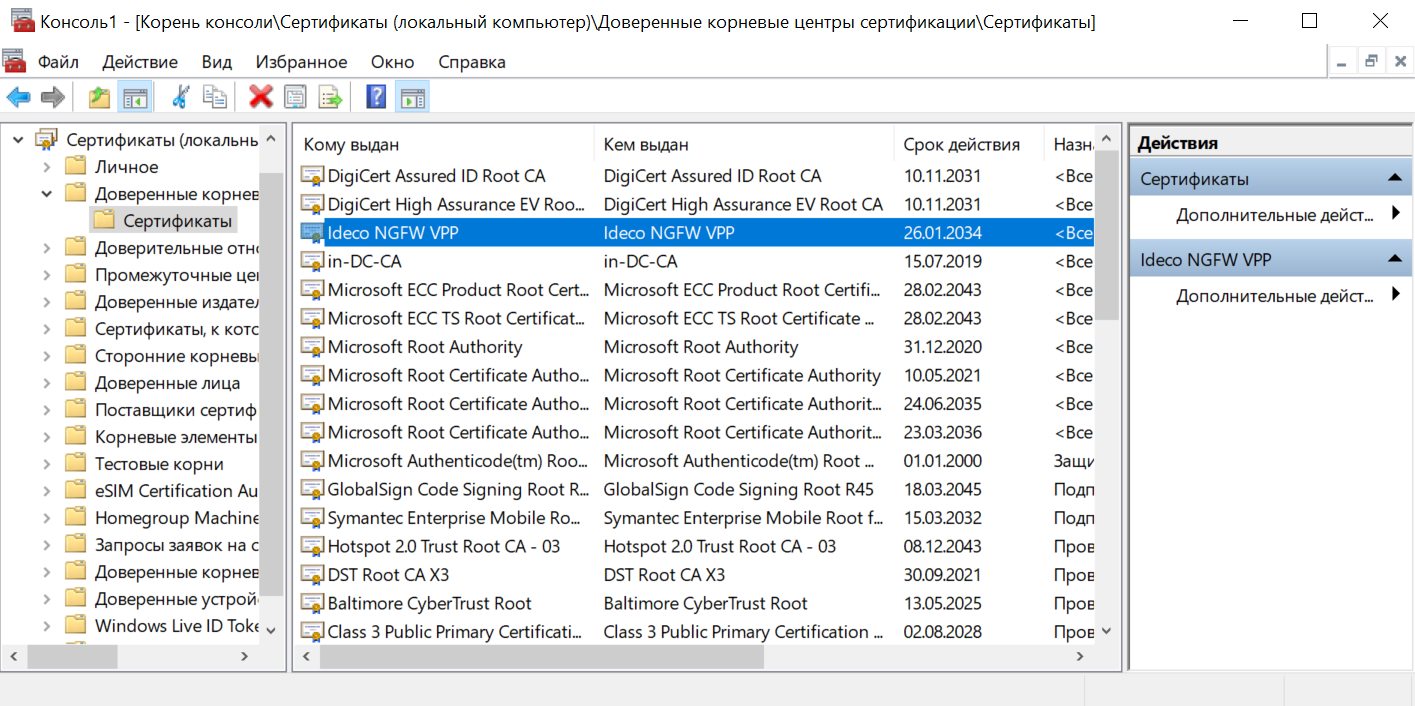 Консоль1 - [Корень консоли\Сертификаты (локальный компьютер)\Доверенные корневые центры сертификации\Сертификаты]
Файл Действие Вид Избранное Окно Справка
Сертификаты (локальны
Личное
Доверенные корнев
Сертификаты
Доверительные отн
Промежуточные це
Доверенные издател
Сертификаты, к котс
Сторонние корневы
Доверенные лица
Поставщики сертиф
Корневые элементы
Тестовые корни
eSIM Certification Au
Homegroup Machine
Запросы заявок на с
Доверенные корнев
Доверенные устрой
Windows Live ID Toke
Кому выдан Кем выдан Срок действия Назн
DigiCert Assured ID Root CA DigiCert Assured ID Root CA 10.11.2031 <Все
DigiCert High Assurance EV Roo... DigiCert High Assurance EV Root CA 10.11.2031 <Все
Ideco NGFW VPP Ideco NGFW VPP 26.01.2034 <Все
in-DC-CA in-DC-CA 15.07.2019 <Все
Microsoft ECC Product Root Cert... Microsoft ECC Product Root Certifi... 28.02.2043 <Все
Microsoft ECC TS Root Certificat... Microsoft ECC TS Root Certificate ... 28.02.2043 <Все
Microsoft Root Authority Microsoft Root Authority 31.12.2020 <Все
Microsoft Root Certificate Autho... Microsoft Root Certificate Authority 10.05.2021 <Все
Microsoft Root Certificate Autho... Microsoft Root Certificate Authorit... 24.06.2035 <Все
Microsoft Root Certificate Autho... Microsoft Root Certificate Authorit... 23.03.2036 <Все
Microsoft Authenticode(tm) Roo... Microsoft Authenticode(tm) Root ... 01.01.2000 Защи
GlobalSign Code Signing Root R... GlobalSign Code Signing Root R45 18.03.2045 Подп
Symantec Enterprise Mobile Ro... Symantec Enterprise Mobile Root f... 15.03.2032 Подп
Hotspot 2.0 Trust Root CA - 03 Hotspot 2.0 Trust Root CA - 03 08.12.2043 Пров
DST Root CA X3 DST Root CA X3 30.09.2021 Пров
Baltimore CyberTrust Root Baltimore CyberTrust Root 13.05.2025 Пров
Class 3 Public Primary Certificati... Class 3 Public Primary Certification ... 02.08.2028 Пров
Действия
Сертификаты
Дополнительные дейст...
Ideco NGFW VPP
Дополнительные дейст...